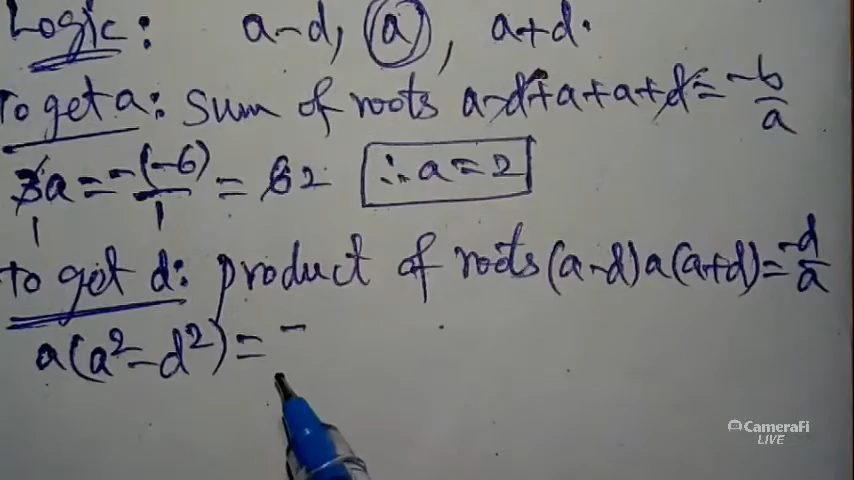 Logic: a-d, a, a+d.
To get a: sum of roots a-d+a+a+d = -b/a
3a = -(-6)/1 = 6 2 ∴ a = 2
1
To get d: product of roots (a-d)a(a+d) = -d/a
a(a²-d²) = -
CameraFi
LIVE